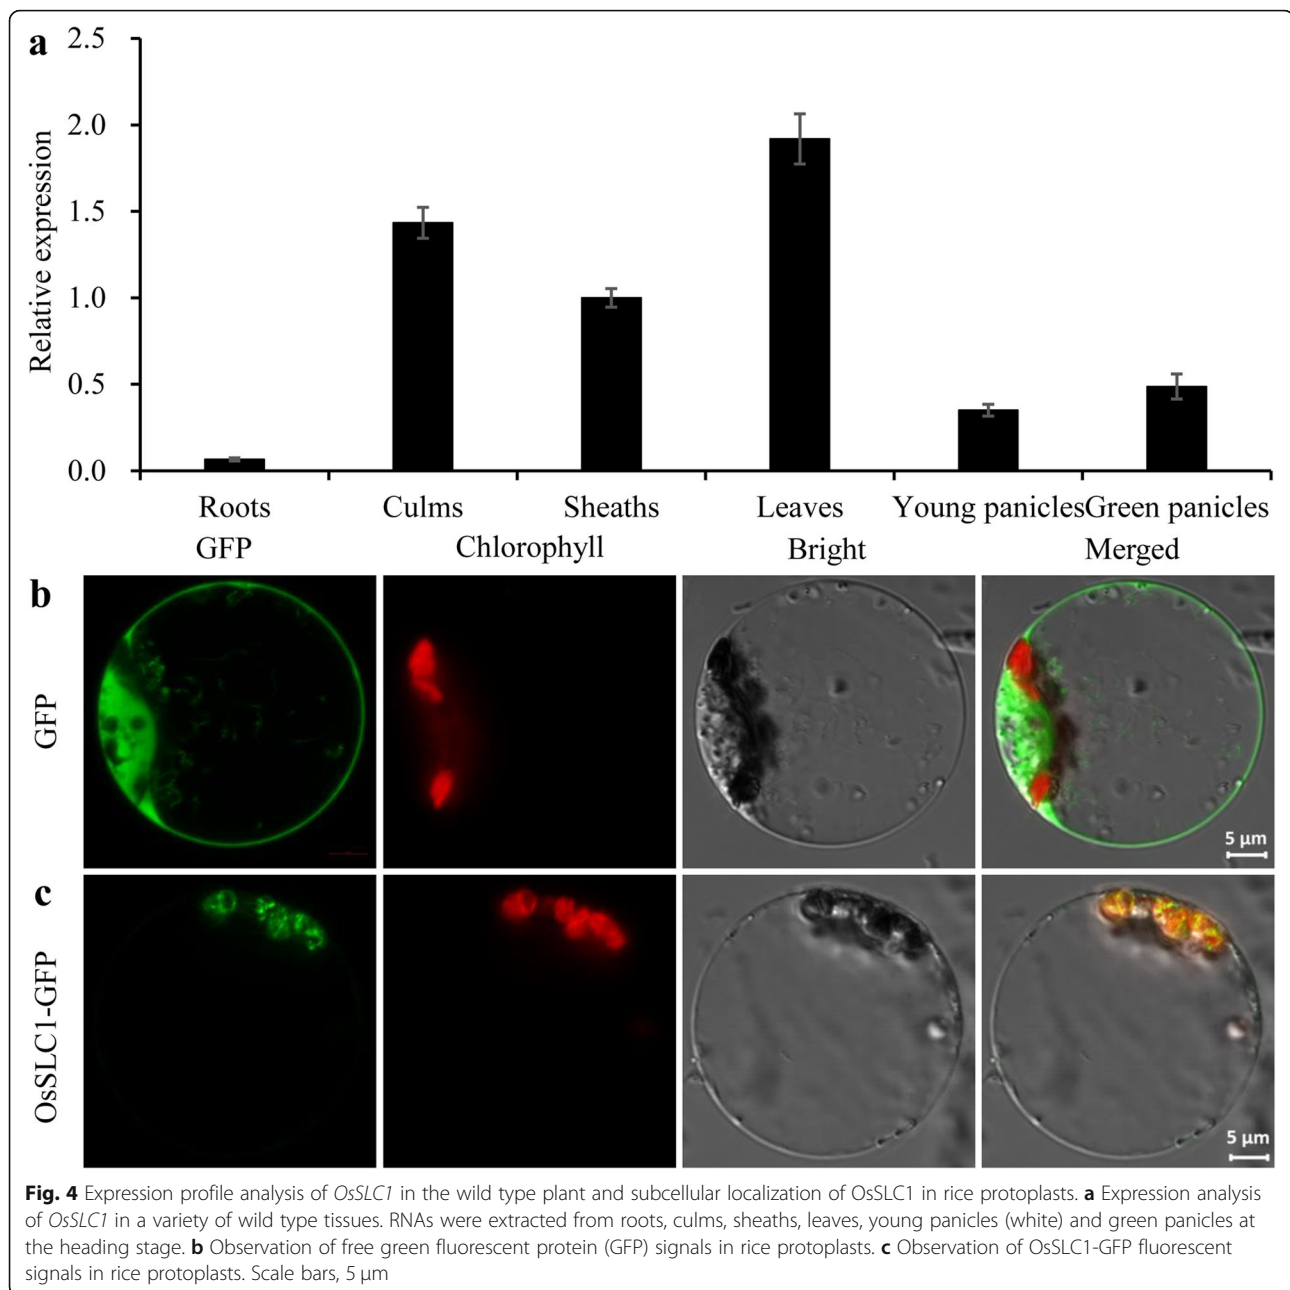 a
2.5
2.0
1.5
1.0
0.5
0.0
Relative expression
Roots Culms Sheaths Leaves Young panicles Green panicles
GFP Chlorophyll Bright Merged
b
GFP
5 μm
c
OsSLC1-GFP
5 μm
Fig. 4 Expression profile analysis of OsSLC1 in the wild type plant and subcellular localization of OsSLC1 in rice protoplasts. a Expression analysis
of OsSLC1 in a variety of wild type tissues. RNAs were extracted from roots, culms, sheaths, leaves, young panicles (white) and green panicles at
the heading stage. b Observation of free green fluorescent protein (GFP) signals in rice protoplasts. c Observation of OsSLC1-GFP fluorescent
signals in rice protoplasts. Scale bars, 5 μm